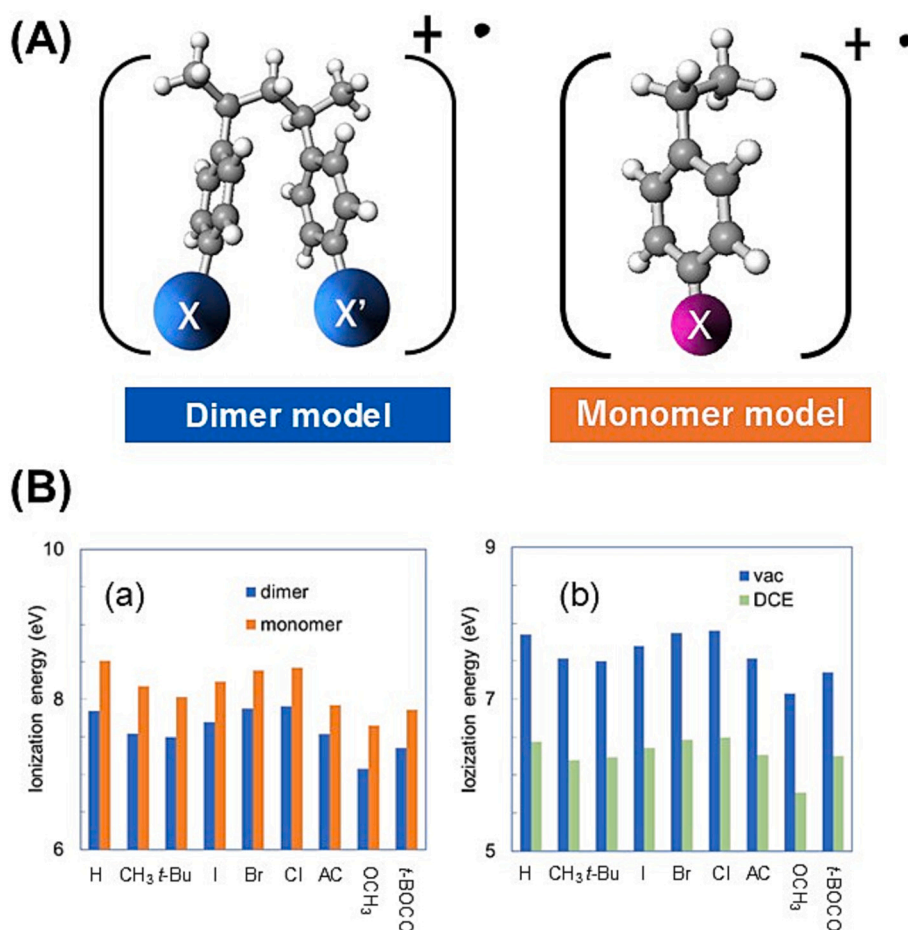 (A)
+ •
+ •
X
X'
X
Dimer model
Monomer model
(B)
10
8
6
Ionization energy (eV)
(a)
dimer
monomer
H CH3 t-Bu I Br Cl AC OCH3 t-BOCO
9
7
5
Iozization energy (eV)
(b)
vac
DCE
H CH3 t-Bu I Br Cl AC OCH3 t-BOCO